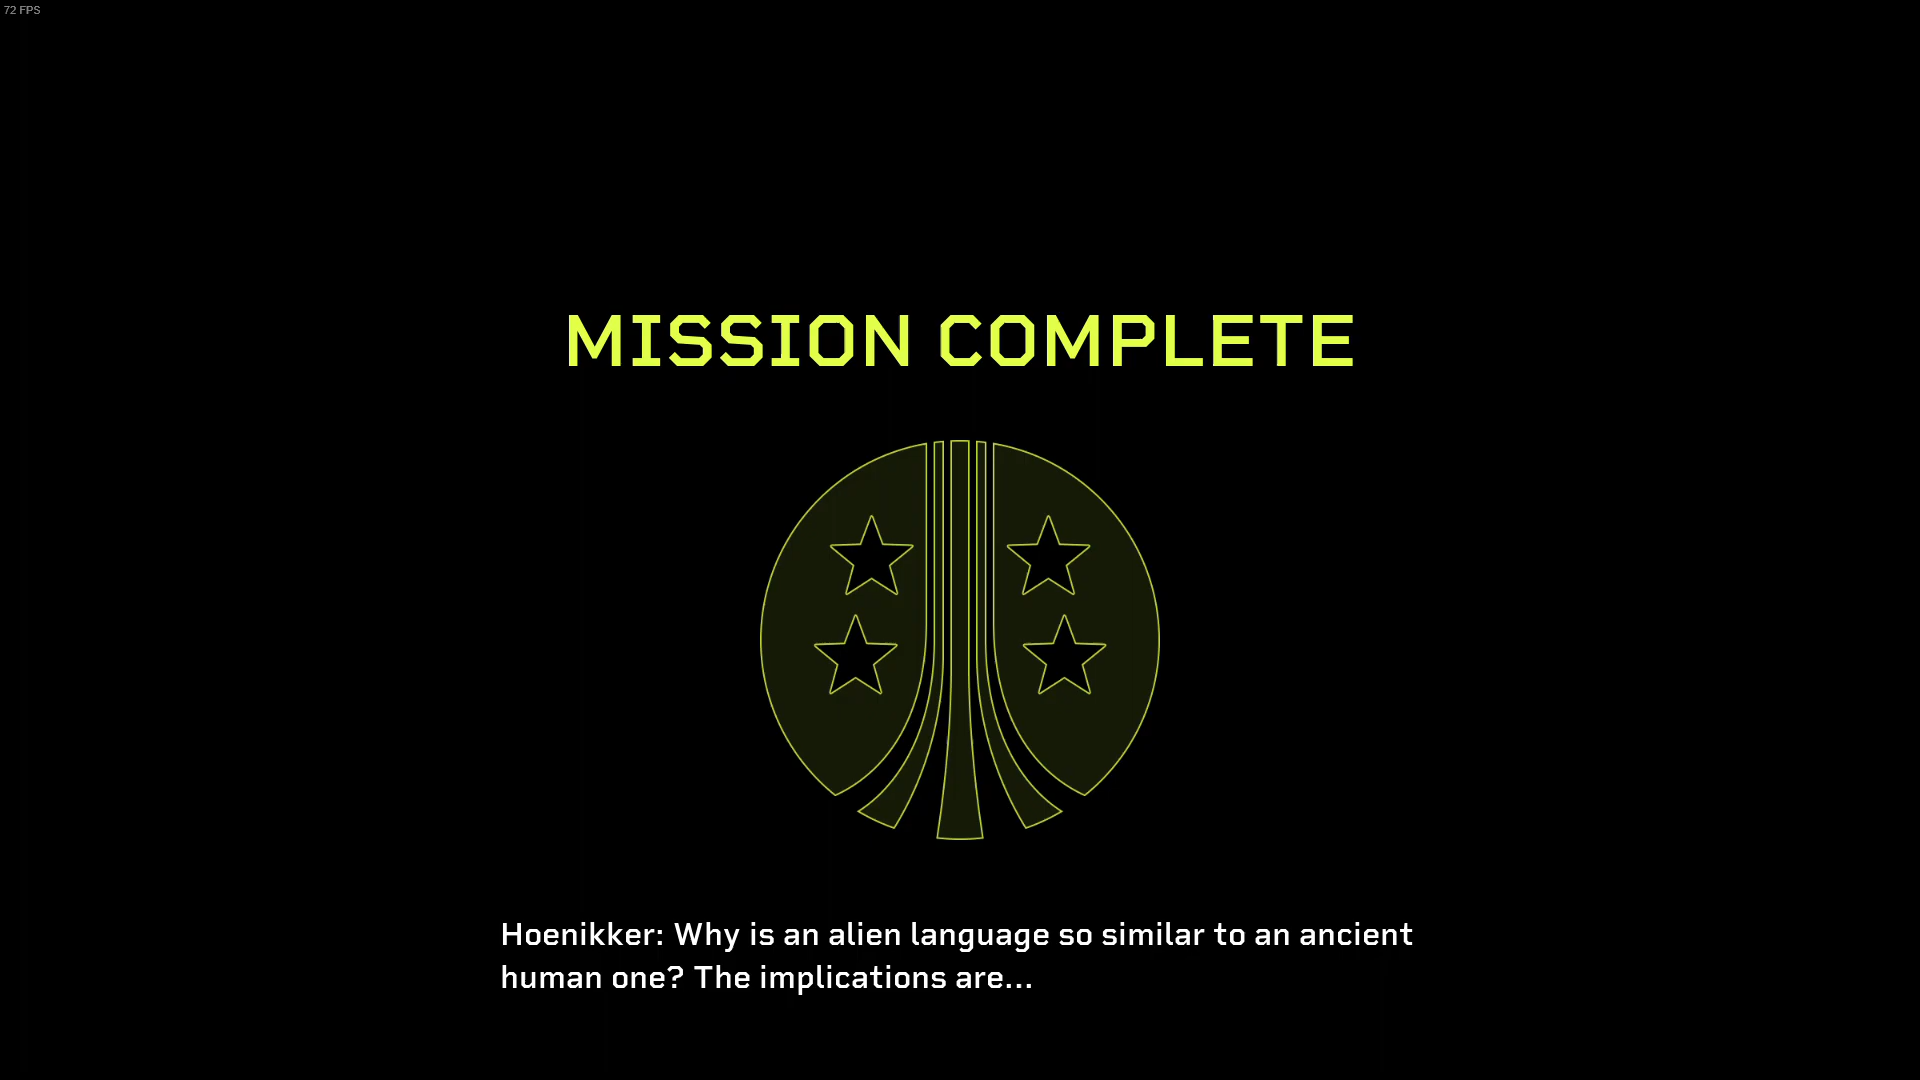 72 FPS
MISSION COMPLETE
Hoenikker: Why is an alien language so similar to an ancient
human one? The implications are...